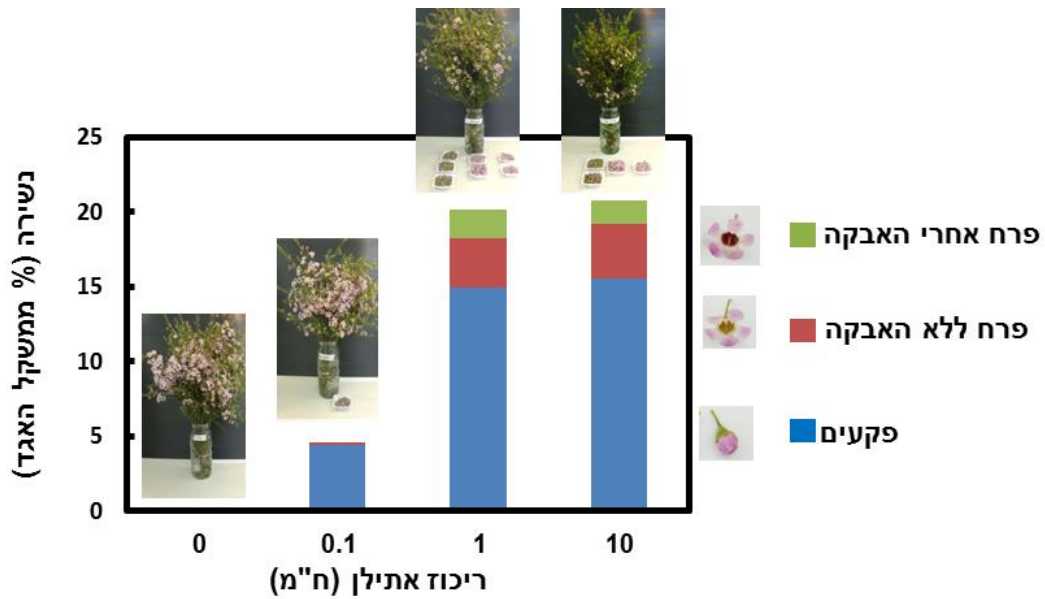 נשירה (% ממשקל האגד)
25
20
15
10
5
0
0 0.1 1 10
ריכוז אתילן (ח"מ)
פרח אחרי האבקה
פרח ללא האבקה
פקעים